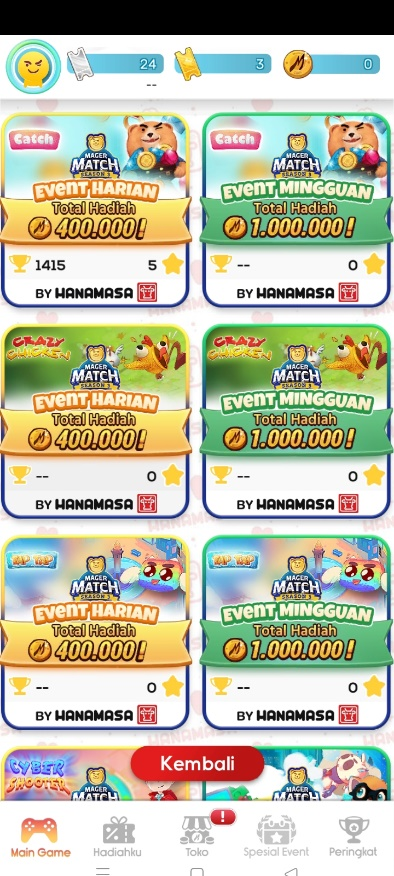 24
3
0
--
Catch
MAGER
MATCH
SEASON 3
EVENT HARIAN
Total Hadiah
400.000!
1415
5
BY HANAMASA
Catch
MAGER
MATCH
SEASON 3
EVENT MINGGUAN
Total Hadiah
1.000.000!
--
0
BY HANAMASA
CRAZY
CHICKEN
MAGER
MATCH
SEASON 3
EVENT HARIAN
Total Hadiah
400.000!
--
0
BY HANAMASA
CRAZY
CHICKEN
MAGER
MATCH
SEASON 3
EVENT MINGGUAN
Total Hadiah
1.000.000!
--
0
BY HANAMASA
TAP TAP
MAGER
MATCH
SEASON 3
EVENT HARIAN
Total Hadiah
400.000!
--
0
BY HANAMASA
TAP TAP
MAGER
MATCH
SEASON 3
EVENT MINGGUAN
Total Hadiah
1.000.000!
--
0
BY HANAMASA
CYBER
SHOOTER
MAGER
MAGER
Kembali
!
Main Game
Hadiahku
Toko
Spesial Event
Peringkat